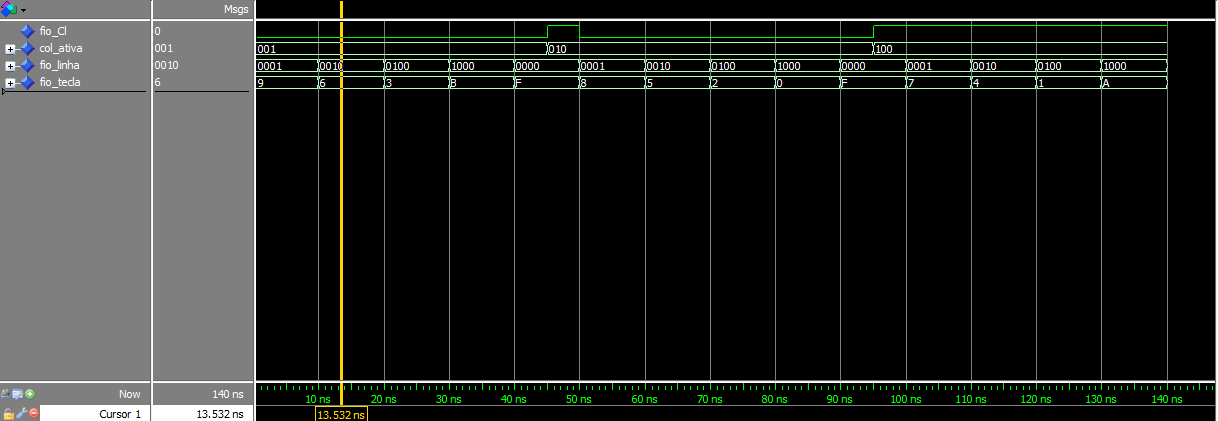 Msgs
fio_Cl 0
col_ativa 001 001 010 100
fio_linha 0010 0001 0010 0100 1000 0000 0001 0010 0100 1000 0000 0001 0010 0100 1000
fio_tecla 6 9 6 3 B F 8 5 2 0 F 7 4 1 A
Now 140 ns 10 ns 20 ns 30 ns 40 ns 50 ns 60 ns 70 ns 80 ns 90 ns 100 ns 110 ns 120 ns 130 ns 140 ns
Cursor 1 13.532 ns 13.532 ns